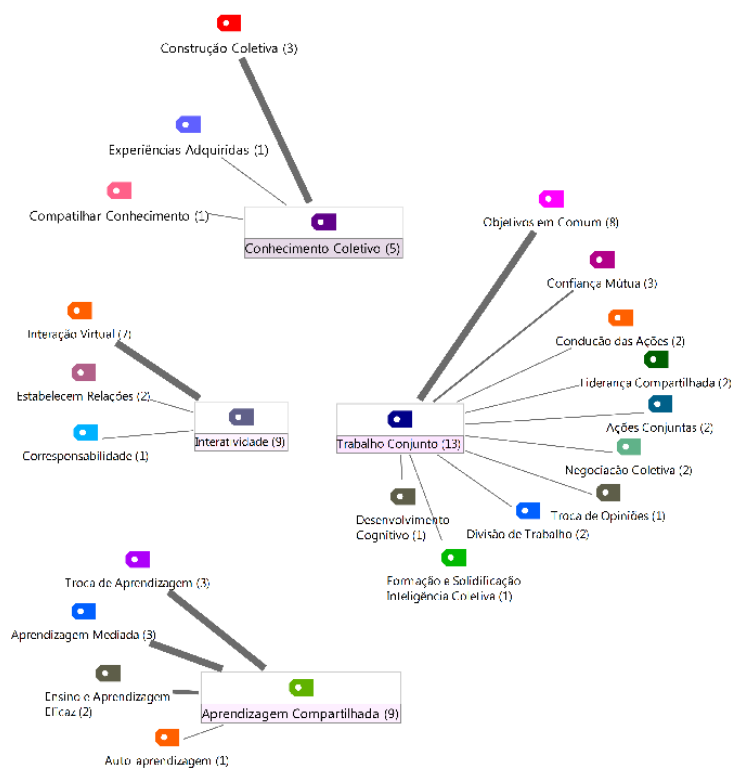 Construção Coletiva (3)
Experiências Adquiridas (1)
Compatilhar Conhecimento (1)
Conhecimento Coletivo (5)
Objetivos em Comum (8)
Confiança Mútua (3)
Condução das Ações (2)
Liderança Compartilhada (2)
Ações Conjuntas (2)
Negociação Coletiva (2)
Troca de Opiniões (1)
Divisão de Trabalho (2)
Formação e Solidificação
Inteligência Coletiva (1)
Desenvolvimento
Cognitivo (1)
Trabalho Conjunto (13)
Interação Virtual (7)
Estabelecem Relações (2)
Corresponsabilidade (1)
Interatividade (9)
Troca de Aprendizagem (3)
Aprendizagem Mediada (3)
Ensino e Aprendizagem
Eficaz (2)
Auto aprendizagem (1)
Aprendizagem Compartilhada (9)